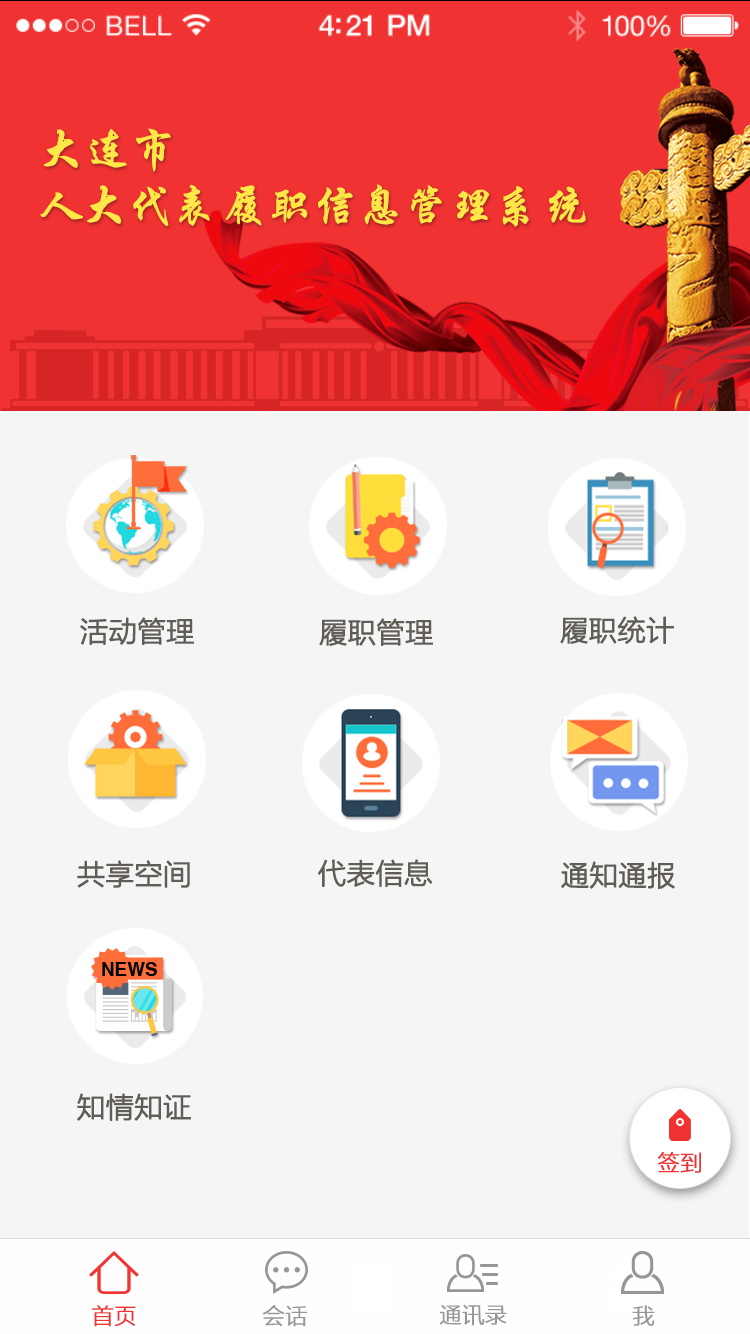 BELL 4:21 PM 100%
大连市
人大代表履职信息管理系统
活动管理 履职管理 履职统计
共享空间 代表信息 通知通报
NEWS
知情知证
签到
首页 会话 通讯录 我